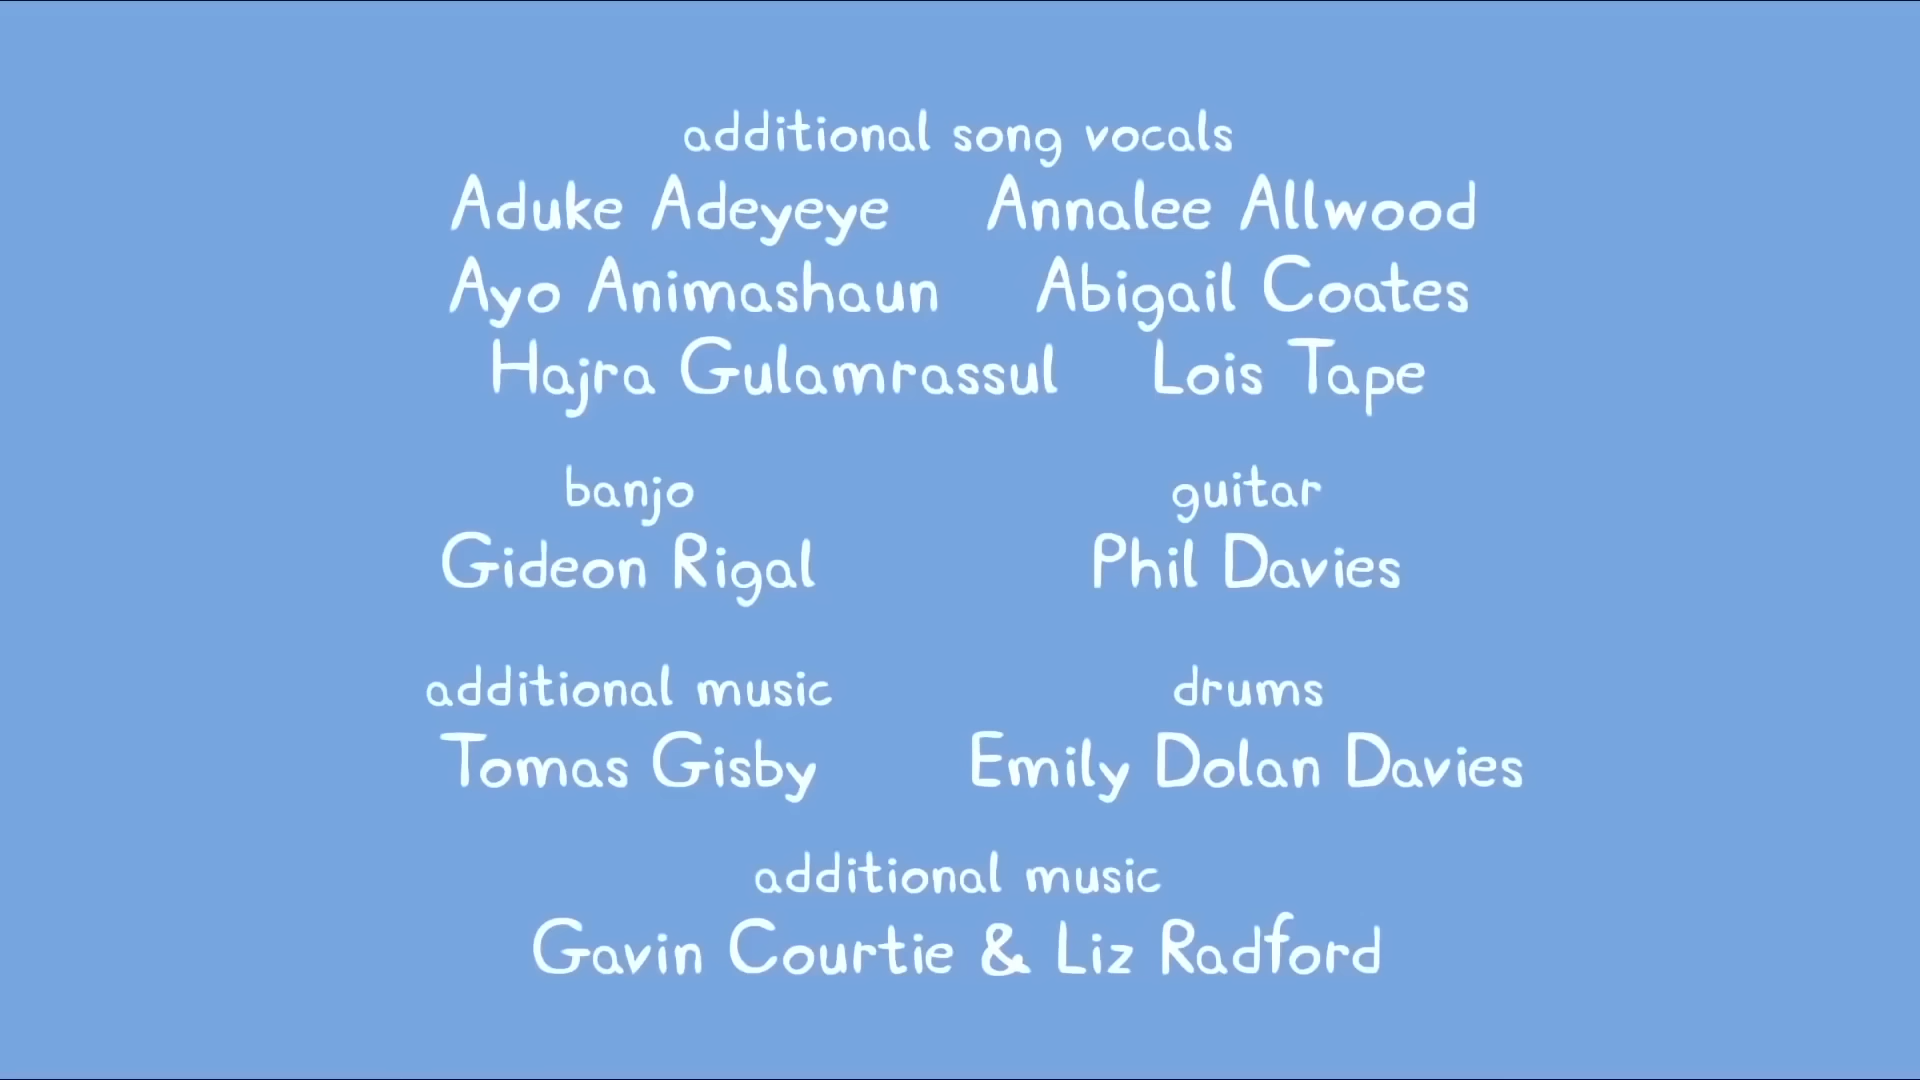 additional song vocals
Aduke Adeyeye Annalee Allwood
Ayo Animashaun Abigail Coates
Hajra Gulamrassul Lois Tape
banjo guitar
Gideon Rigal Phil Davies
additional music drums
Tomas Gisby Emily Dolan Davies
additional music
Gavin Courtie & Liz Radford